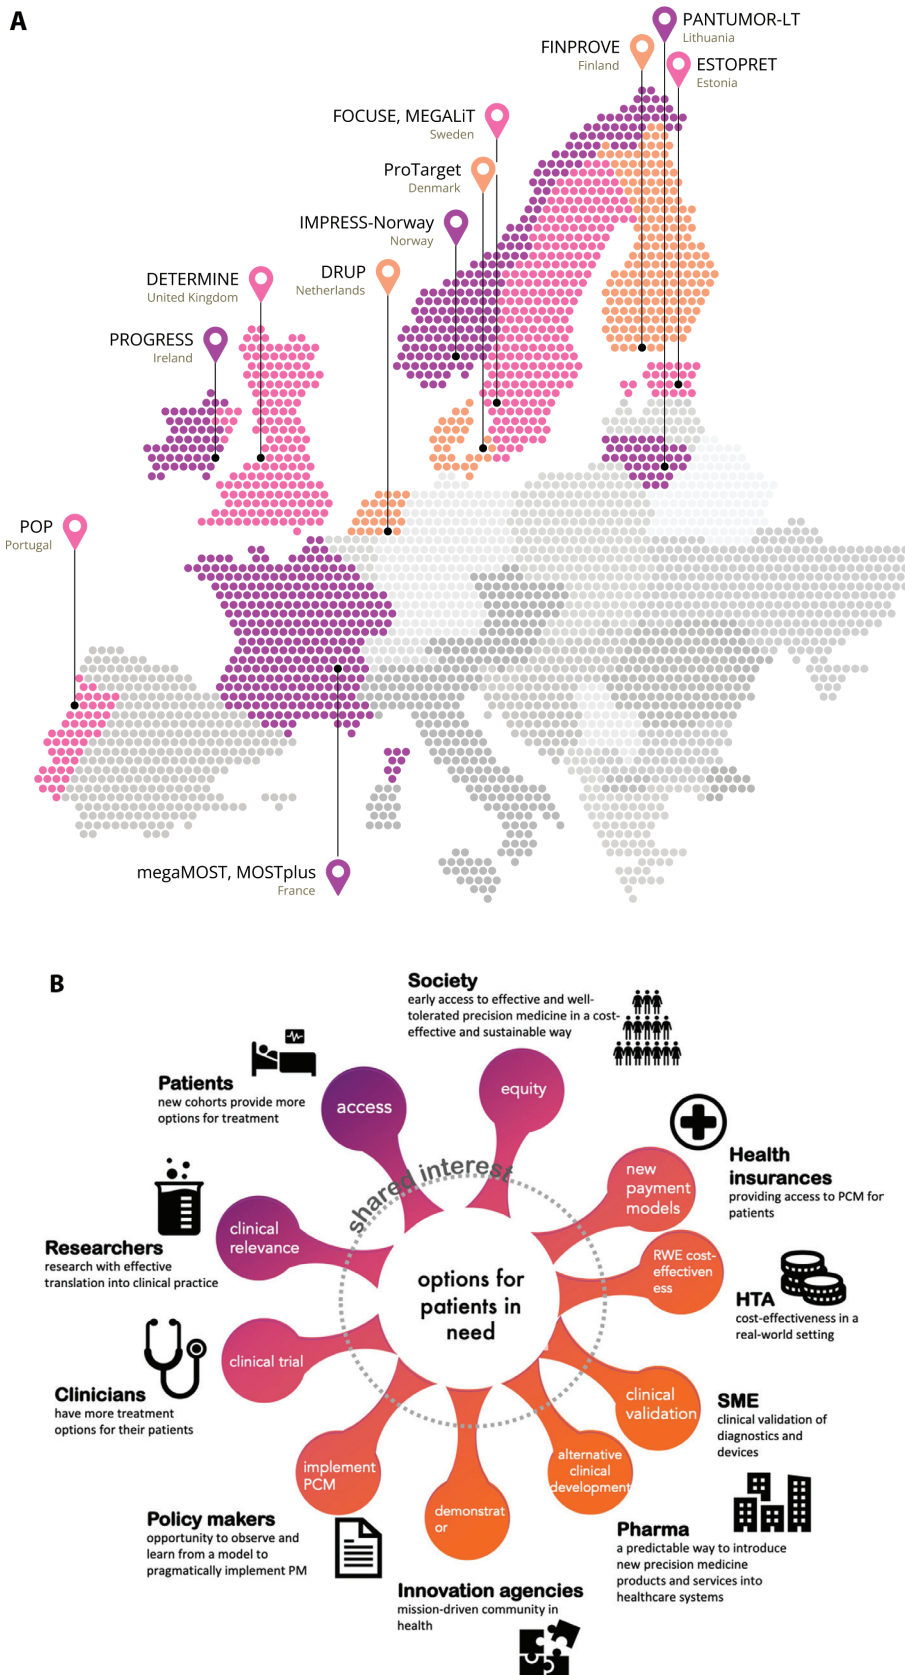 A
PANTUMOR-LT
Lithuania
FINPROVE
Finland
ESTOPRET
Estonia
FOCUSE, MEGALiT
Sweden
ProTarget
Denmark
IMPRESS-Norway
Norway
DRUP
Netherlands
DETERMINE
United Kingdom
PROGRESS
Ireland
POP
Portugal
megaMOST, MOSTplus
France
B
Society
early access to effective and well-
tolerated precision medicine in a cost-
effective and sustainable way
Patients
new cohorts provide more
options for treatment
access
equity
Health
insurances
providing access to PCM for
patients
new
payment
models
shared interest
Researchers
research with effective
translation into clinical practice
clinical
relevance
RWE cost-
effectiven
ess
HTA
cost-effectiveness in a
real-world setting
options for
patients in
need
Clinicians
have more treatment
options for their patients
clinical trial
clinical
validation
SME
clinical validation of
diagnostics and
devices
implement
PCM
alternative
clinical
development
demonstrat
or
Policy makers
opportunity to observe and
learn from a model to
pragmatically implement PM
Pharma
a predictable way to introduce
new precision medicine
products and services into
healthcare systems
Innovation agencies
mission-driven community in
health